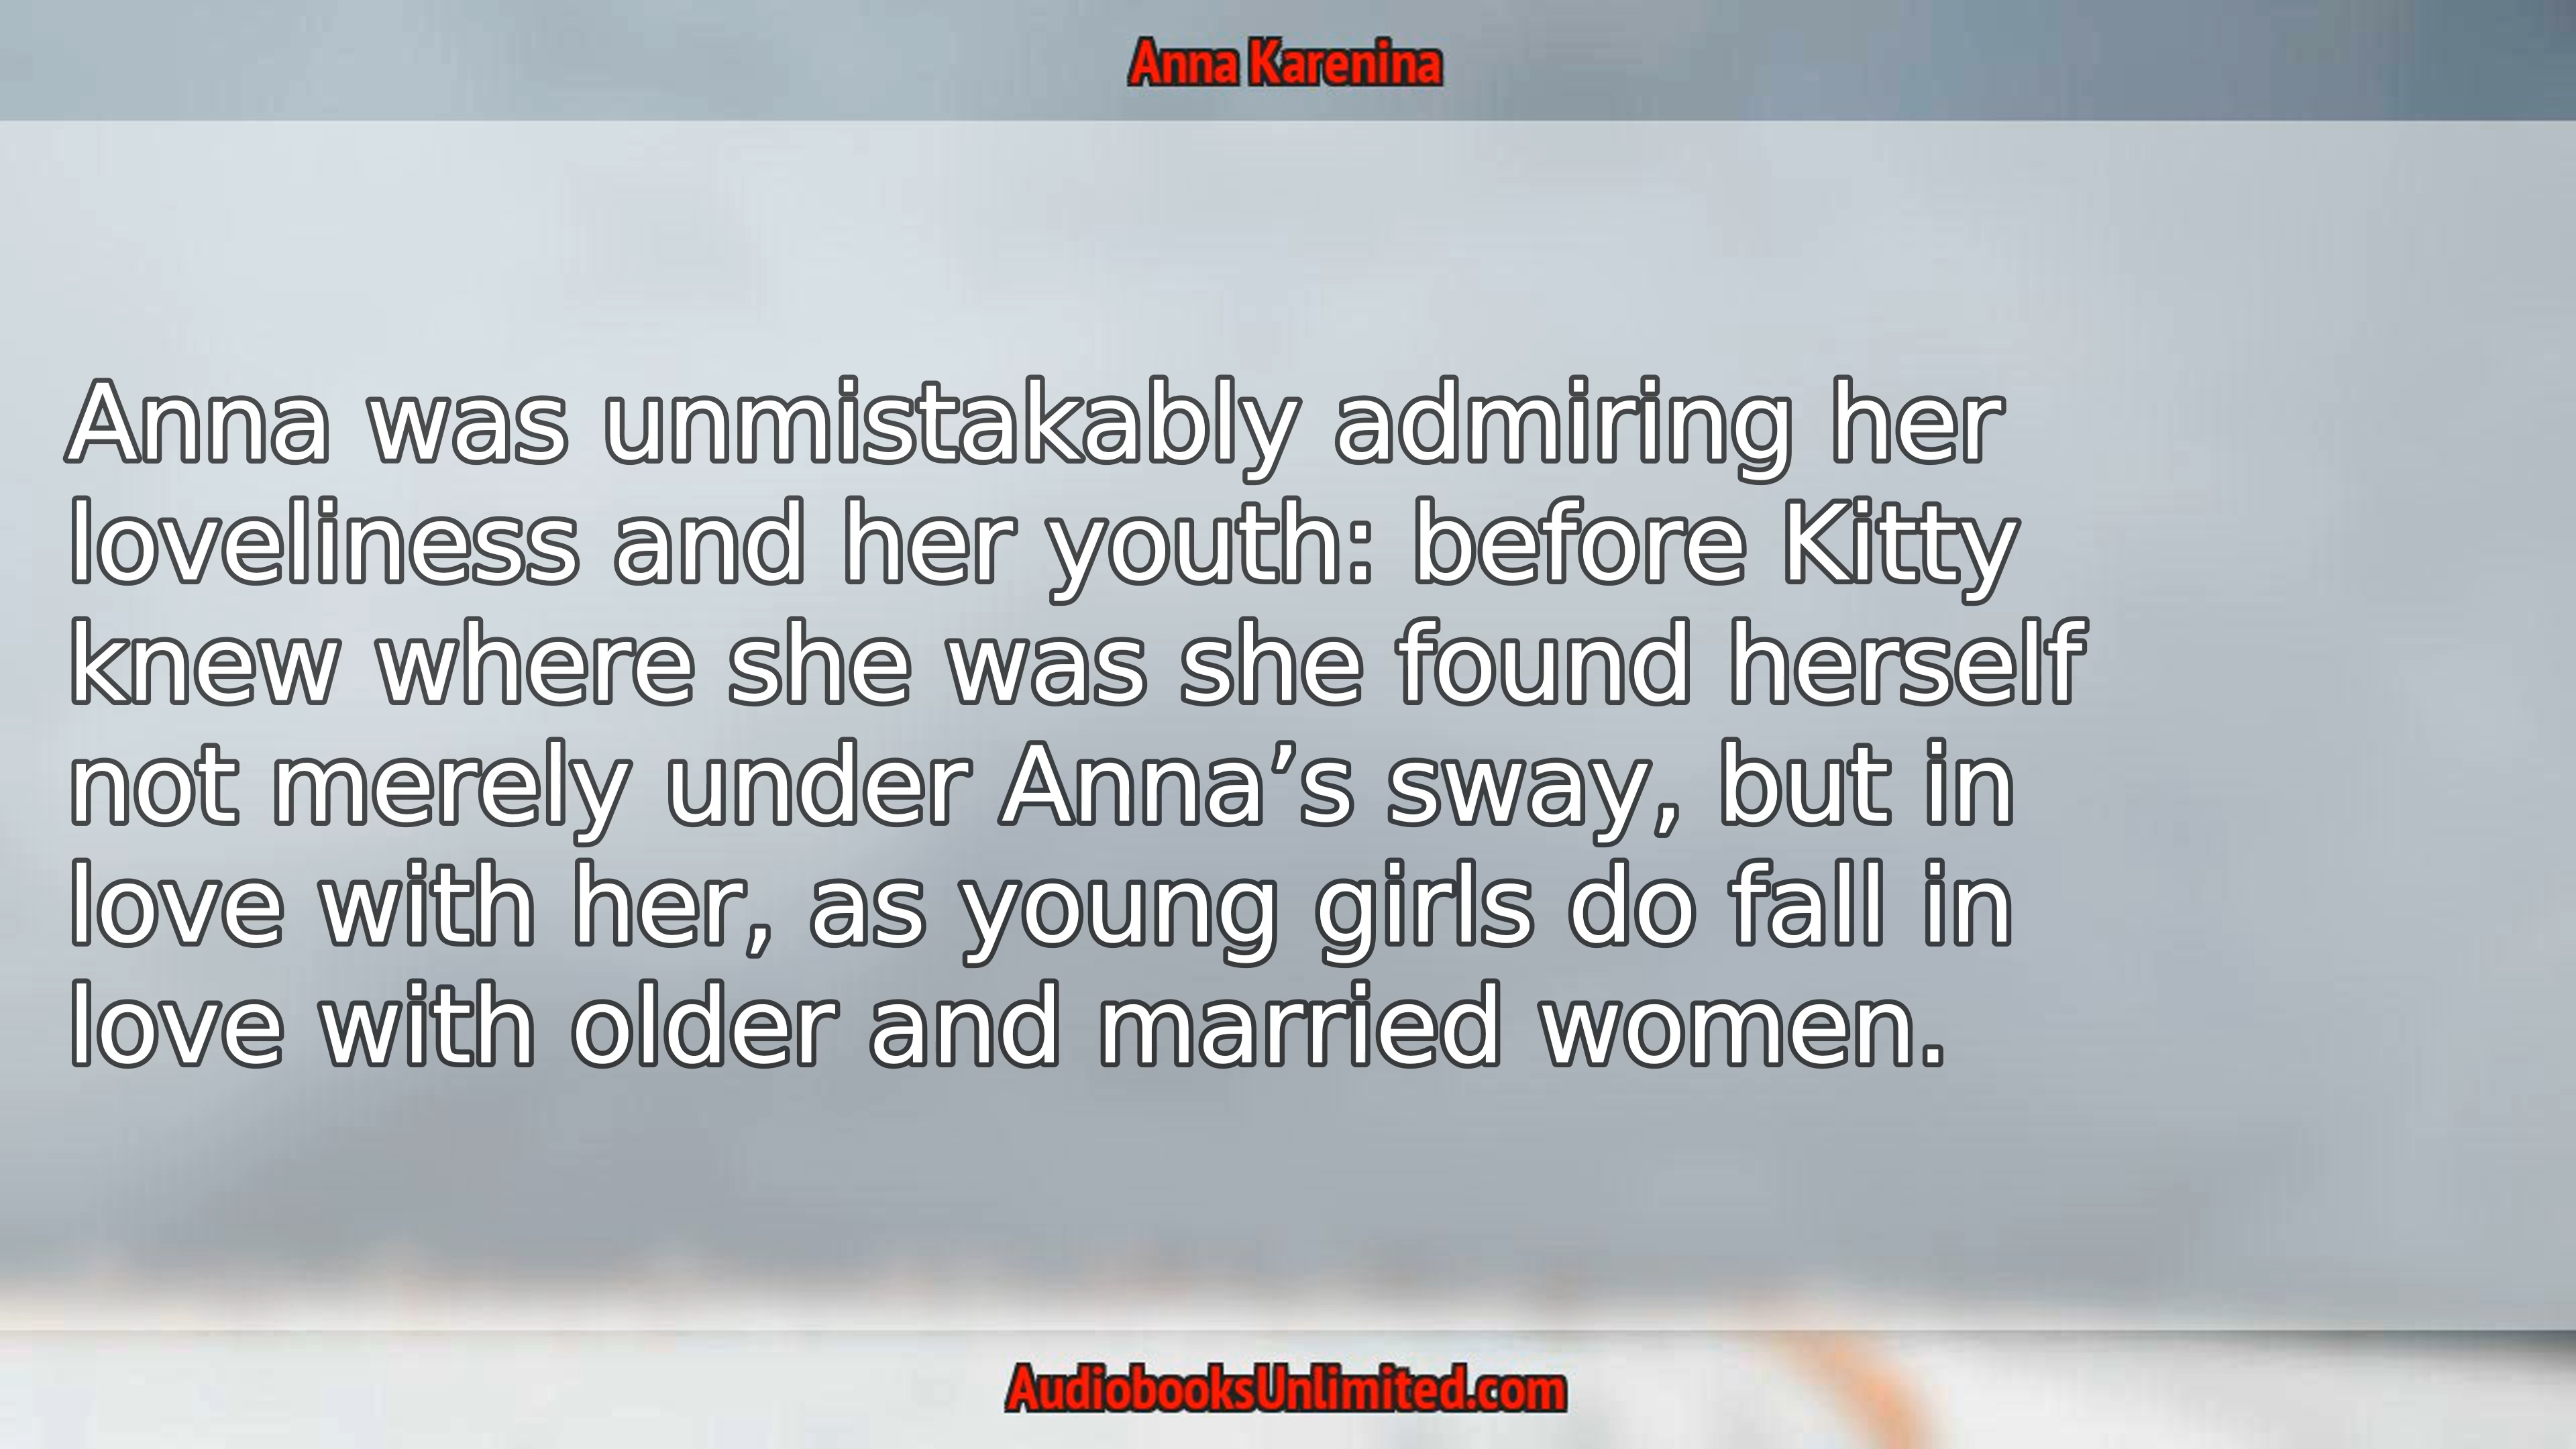 Anna Karenina
Anna was unmistakably admiring her
loveliness and her youth: before Kitty
knew where she was she found herself
not merely under Anna’s sway, but in
love with her, as young girls do fall in
love with older and married women.
AudiobooksUnlimited.com